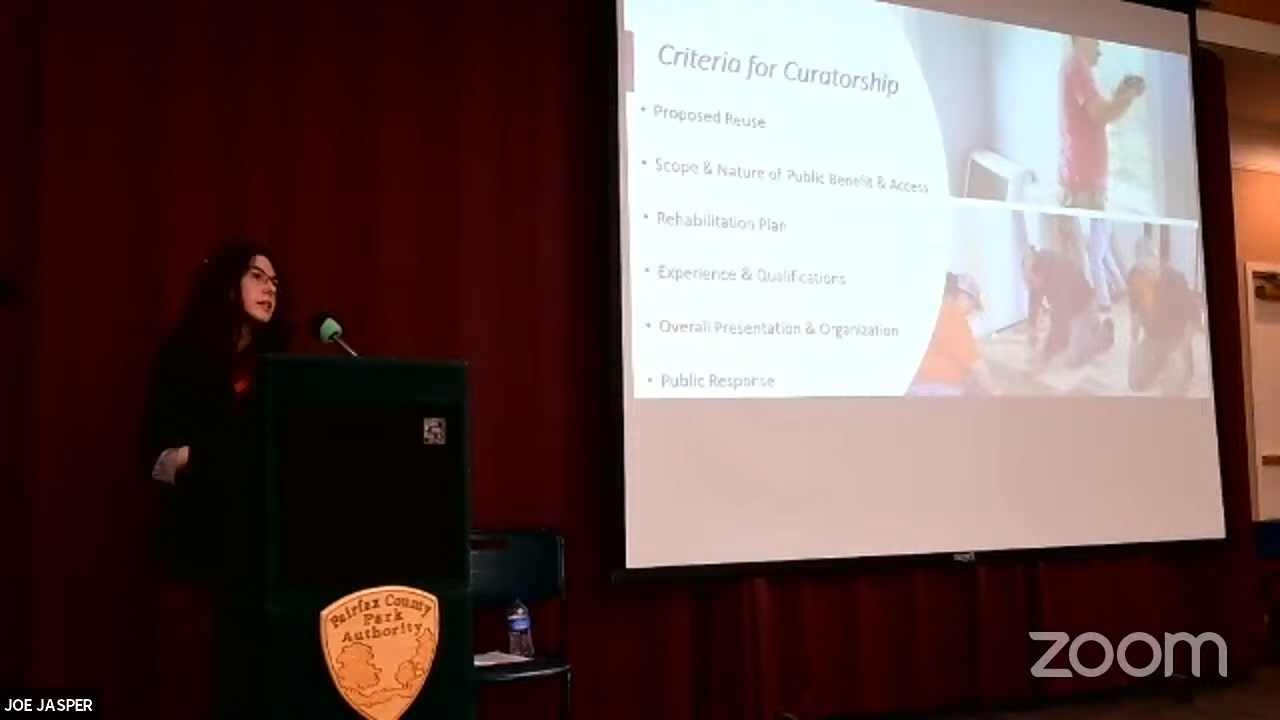 Criteria for Curatorship
• Proposed Reuse
• Scope & Nature of Public Benefit & Access
• Rehabilitation Plan
• Experience & Qualifications
• Overall Presentation & Organization
• Public Response
Fairfax County
Park
Authority
zoom
JOE JASPER